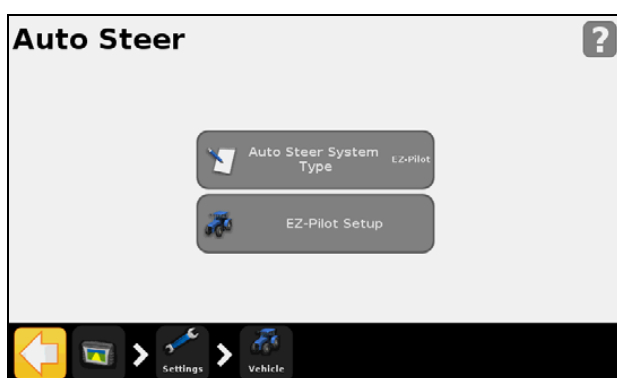 Auto Steer
?
Auto Steer System
Type
EZ-Pilot
EZ-Pilot Setup
Settings
Vehicle